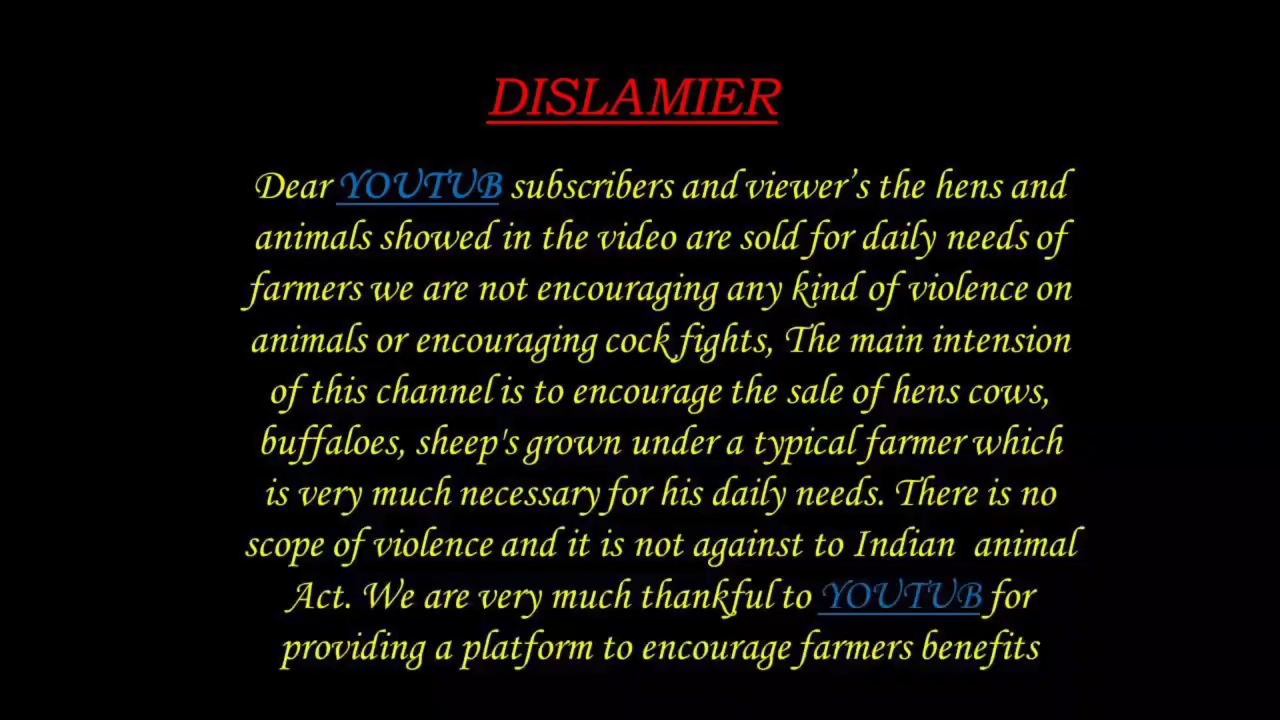 DISLAMIER
Dear YOUTUB subscribers and viewer’s the hens and
animals showed in the video are sold for daily needs of
farmers we are not encouraging any kind of violence on
animals or encouraging cock fights, The main intension
of this channel is to encourage the sale of hens cows,
buffaloes, sheep's grown under a typical farmer which
is very much necessary for his daily needs. There is no
scope of violence and it is not against to Indian  animal
Act. We are very much thankful to YOUTUB for
providing a platform to encourage farmers benefits